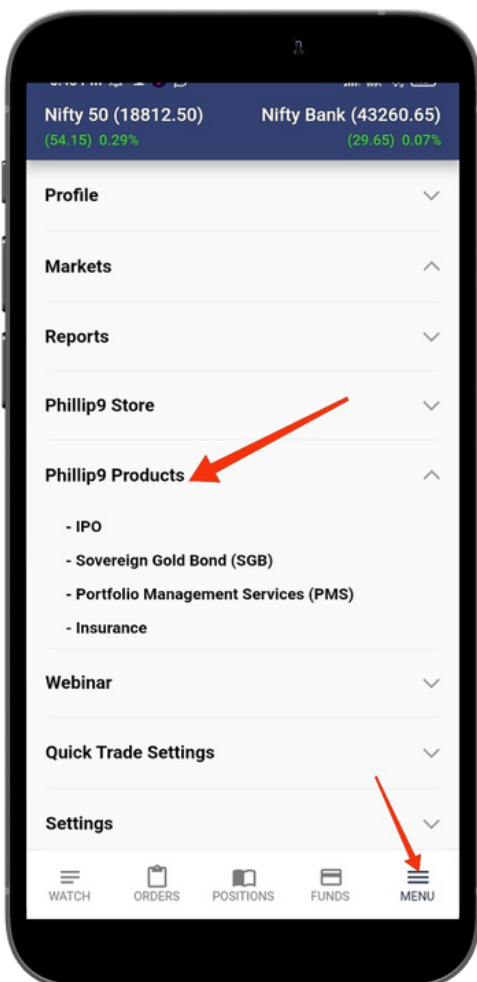 Nifty 50 (18812.50) Nifty Bank (43260.65)
(54.15) 0.29% (29.65) 0.07%
Profile
Markets
Reports
Phillip9 Store
Phillip9 Products
- IPO
- Sovereign Gold Bond (SGB)
- Portfolio Management Services (PMS)
- Insurance
Webinar
Quick Trade Settings
Settings
WATCH ORDERS POSITIONS FUNDS MENU